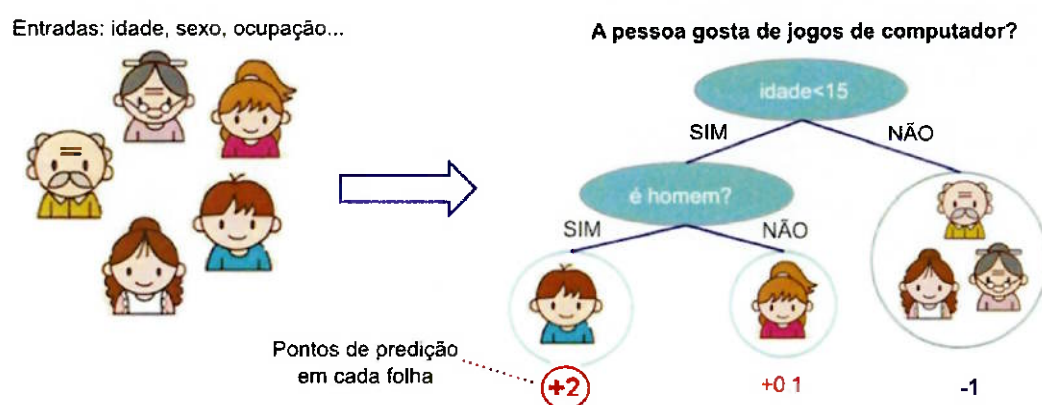 Entradas: idade, sexo, ocupação...
A pessoa gosta de jogos de computador?
idade<15
SIM
NÃO
é homem?
SIM
NÃO
Pontos de predição
em cada folha
+2
+0 1
-1